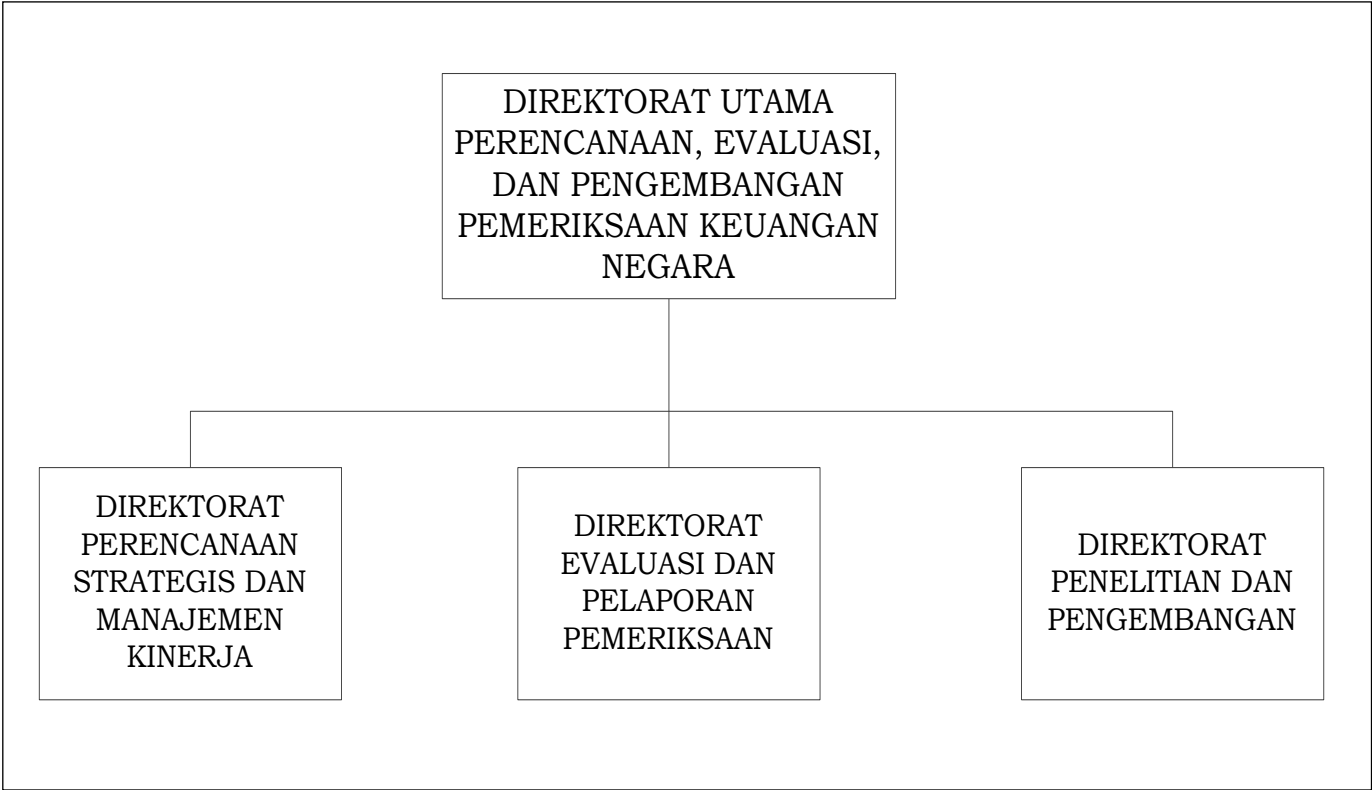 DIREKTORAT UTAMA
PERENCANAAN, EVALUASI,
DAN PENGEMBANGAN
PEMERIKSAAN KEUANGAN
NEGARA
DIREKTORAT
PERENCANAAN
STRATEGIS DAN
MANAJEMEN
KINERJA
DIREKTORAT
EVALUASI DAN
PELAPORAN
PEMERIKSAAN
DIREKTORAT
PENELITIAN DAN
PENGEMBANGAN